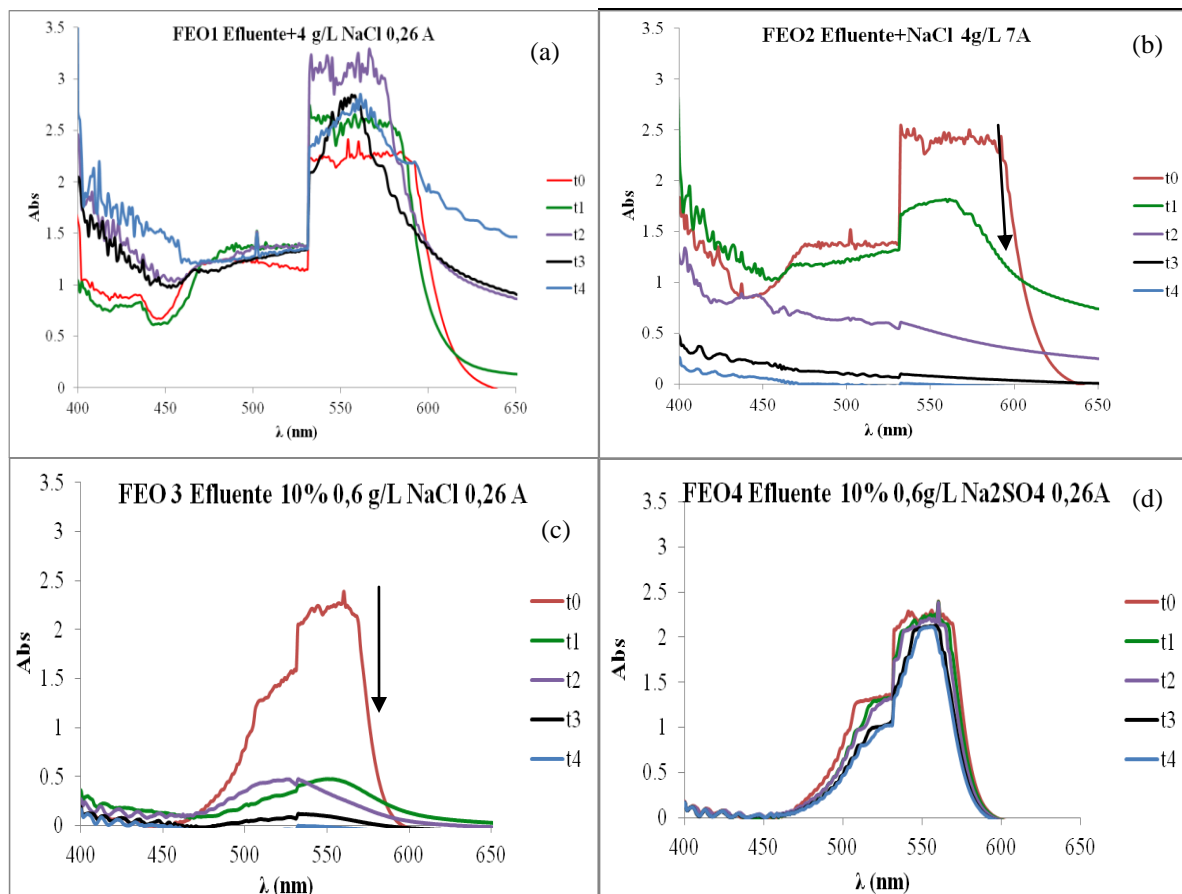 FEO1 Efluente+4 g/L NaCl 0,26 A
(a)
3.5
3
2.5
2
1.5
1
0.5
0
Abs
400 450 500 550 600 650
λ (nm)
t0
t1
t2
t3
t4
FEO2 Efluente+NaCl 4g/L 7A
(b)
3.5
3
2.5
2
1.5
1
0.5
0
Abs
400 450 500 550 600 650
λ (nm)
t0
t1
t2
t3
t4
FEO 3 Efluente 10% 0,6 g/L NaCl 0,26 A
(c)
3.5
3
2.5
2
1.5
1
0.5
0
Abs
400 450 500 550 600 650
λ (nm)
t0
t1
t2
t3
t4
FEO4 Efluente 10% 0,6g/L Na2SO4 0,26A
(d)
3.5
3
2.5
2
1.5
1
0.5
0
Abs
400 450 500 550 600 650
λ (nm)
t0
t1
t2
t3
t4